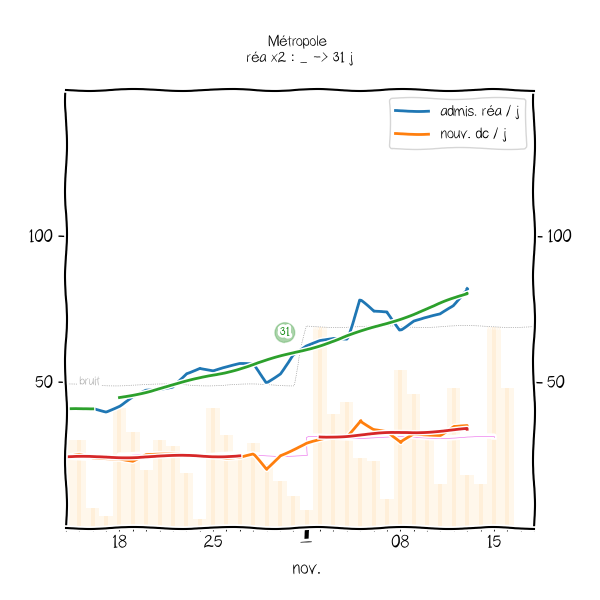 Métropole
réa x2 : _ -> 31 j
admis. réa / j
nouv. dc / j
100
100
31
50
50
bruit
18
25
1
08
15
nov.